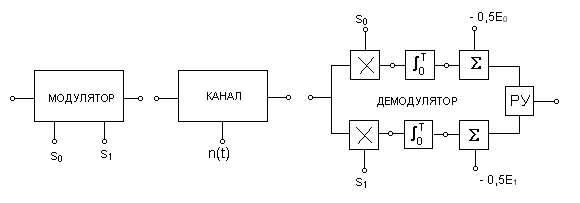 S₀
- 0,5E₀
∫₀ᵀ
Σ
МОДУЛЯТОР
КАНАЛ
ДЕМОДУЛЯТОР
РУ
S₀
S₁
n(t)
∫₀ᵀ
Σ
S₁
- 0,5E₁